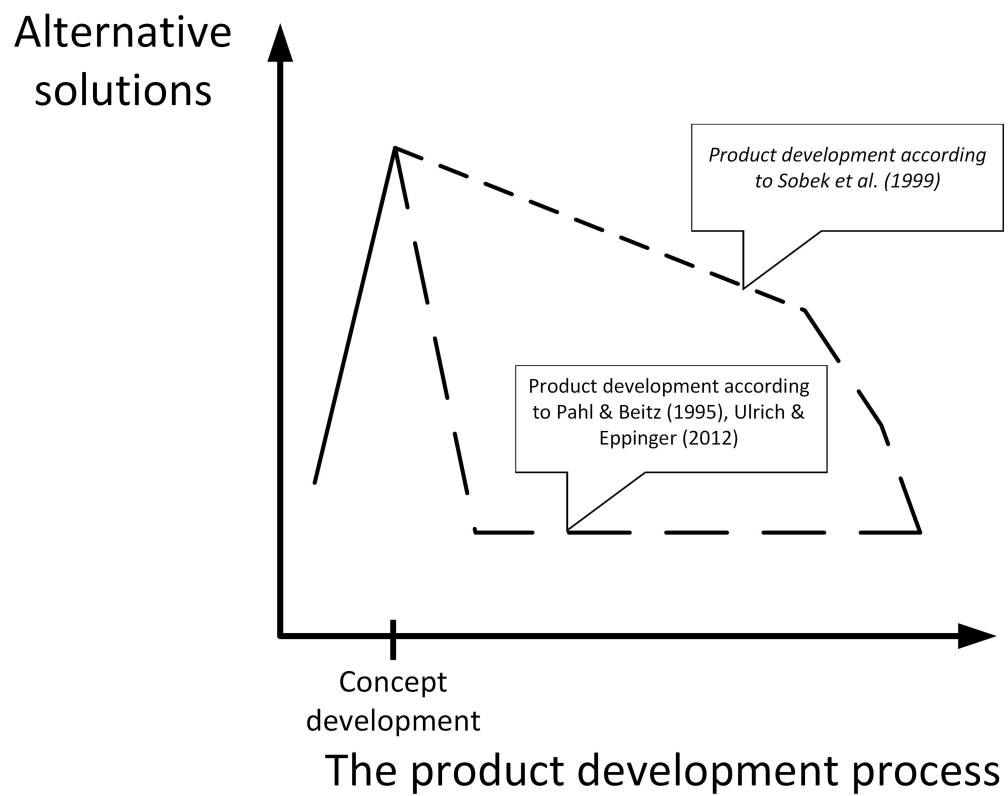 Alternative
solutions
Product development according
to Sobek et al. (1999)
Product development according
to Pahl & Beitz (1995), Ulrich &
Eppinger (2012)
Concept
development
The product development process